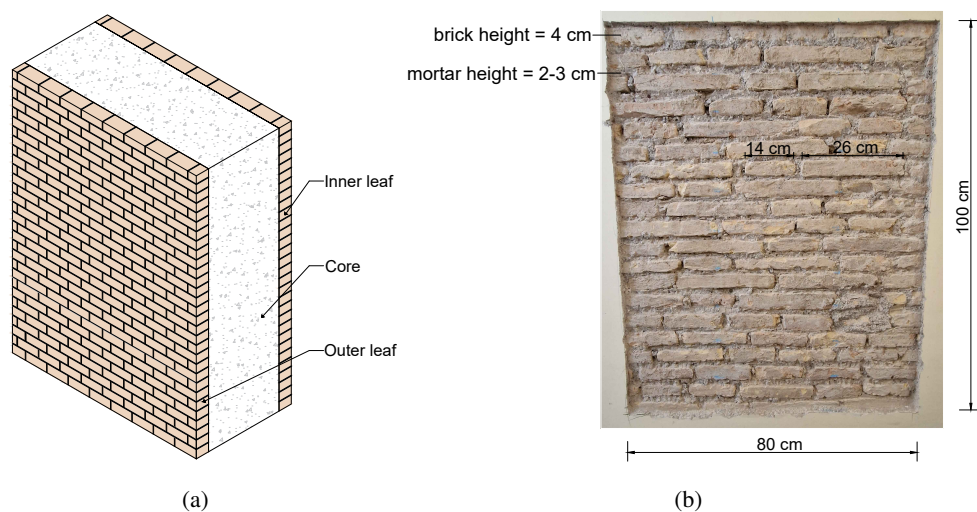 Inner leaf
Core
Outer leaf
(a)
brick height = 4 cm
mortar height = 2-3 cm
14 cm
26 cm
100 cm
80 cm
(b)